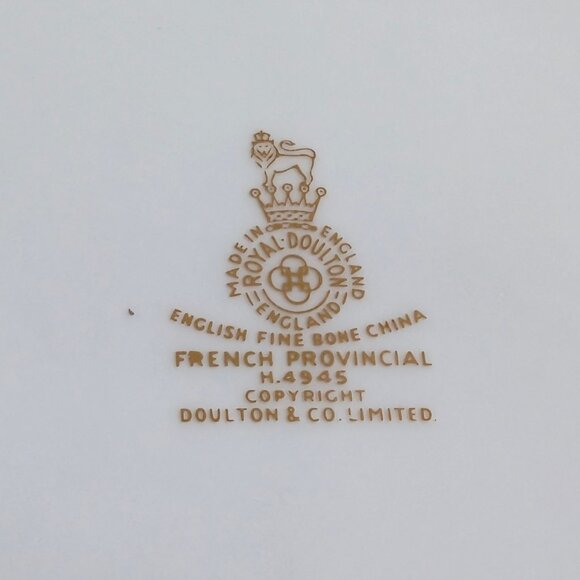 MADE IN ENGLAND
ROYAL·DOULTON
ENGLAND
ENGLISH FINE BONE CHINA
FRENCH PROVINCIAL
H.4945
COPYRIGHT
DOULTON & CO. LIMITED.